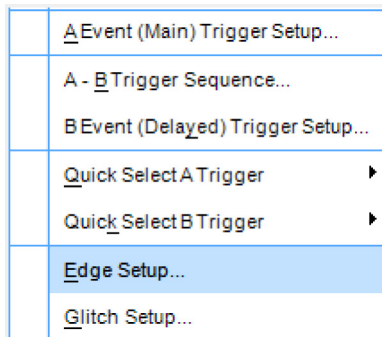 A Event (Main) Trigger Setup...
A - B Trigger Sequence...
B Event (Delayed) Trigger Setup...
Quick Select A Trigger
Quick Select B Trigger
Edge Setup...
Glitch Setup...